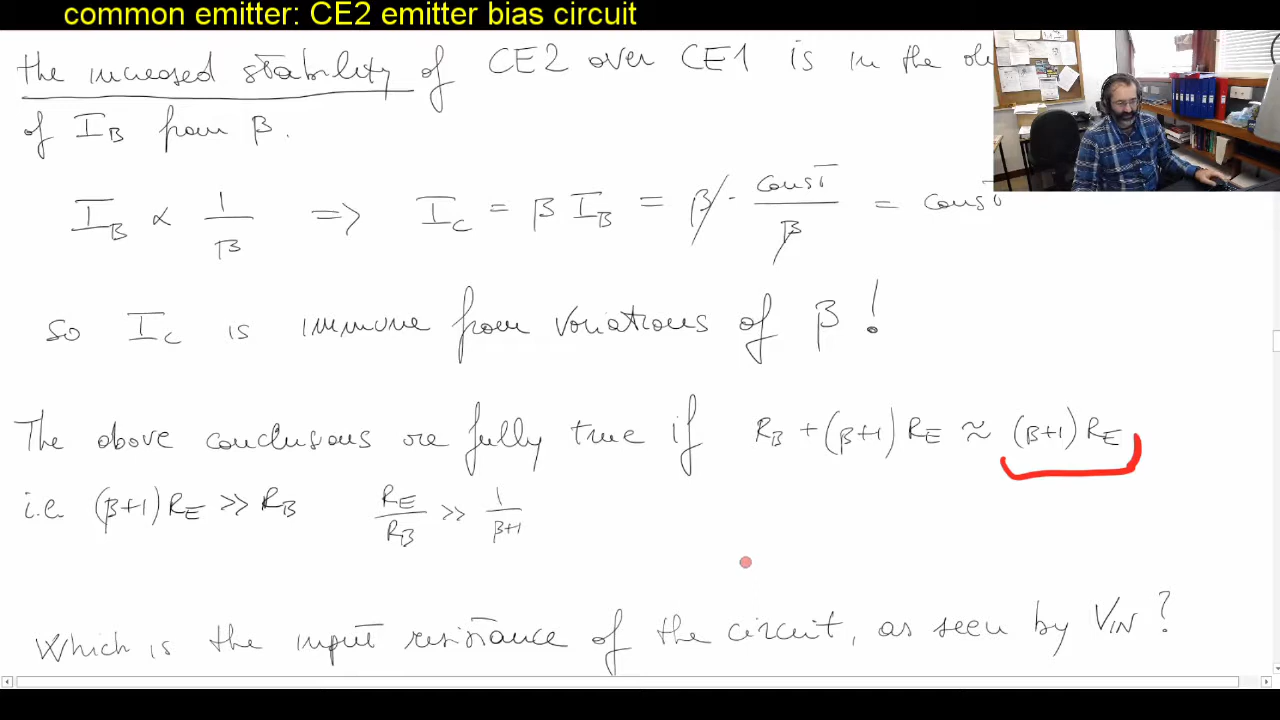 common emitter: CE2 emitter bias circuit
the increased stability of CE2 over CE1 is in the
of I_B from β.
I_B ∝ 1/β => I_C = β I_B = β · const/β = const
so I_C is immune from variations of β !
The above conclusions are fully true if R_B + (β+1) R_E ≈ (β+1) R_E
i.e. (β+1) R_E >> R_B R_E/R_B >> 1/β+1
Which is the input resistance of the circuit, as seen by VIN?